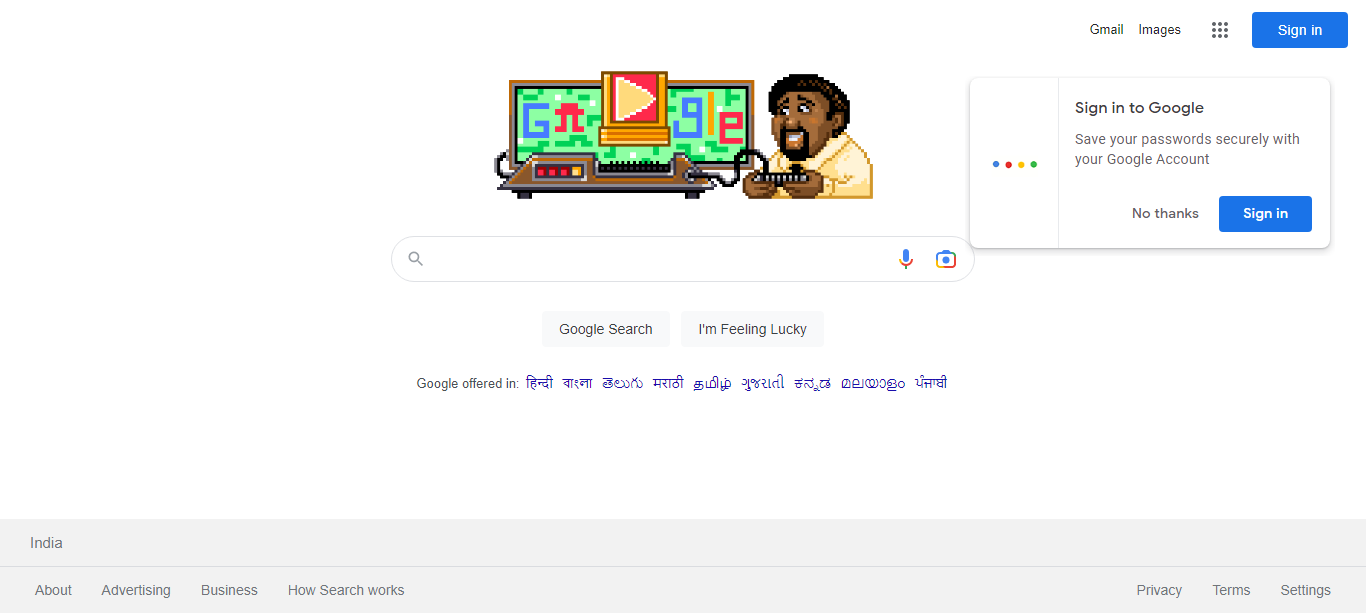 Gmail Images Sign in
G gle
Sign in to Google
Save your passwords securely with
your Google Account
No thanks Sign in
Google Search I'm Feeling Lucky
Google offered in: हिन्दी বাংলা తెలుగు मराठी தமிழ் ગુજરાતી ಕನ್ನಡ മലയാളം ਪੰਜਾਬੀ
India
About Advertising Business How Search works Privacy Terms Settings